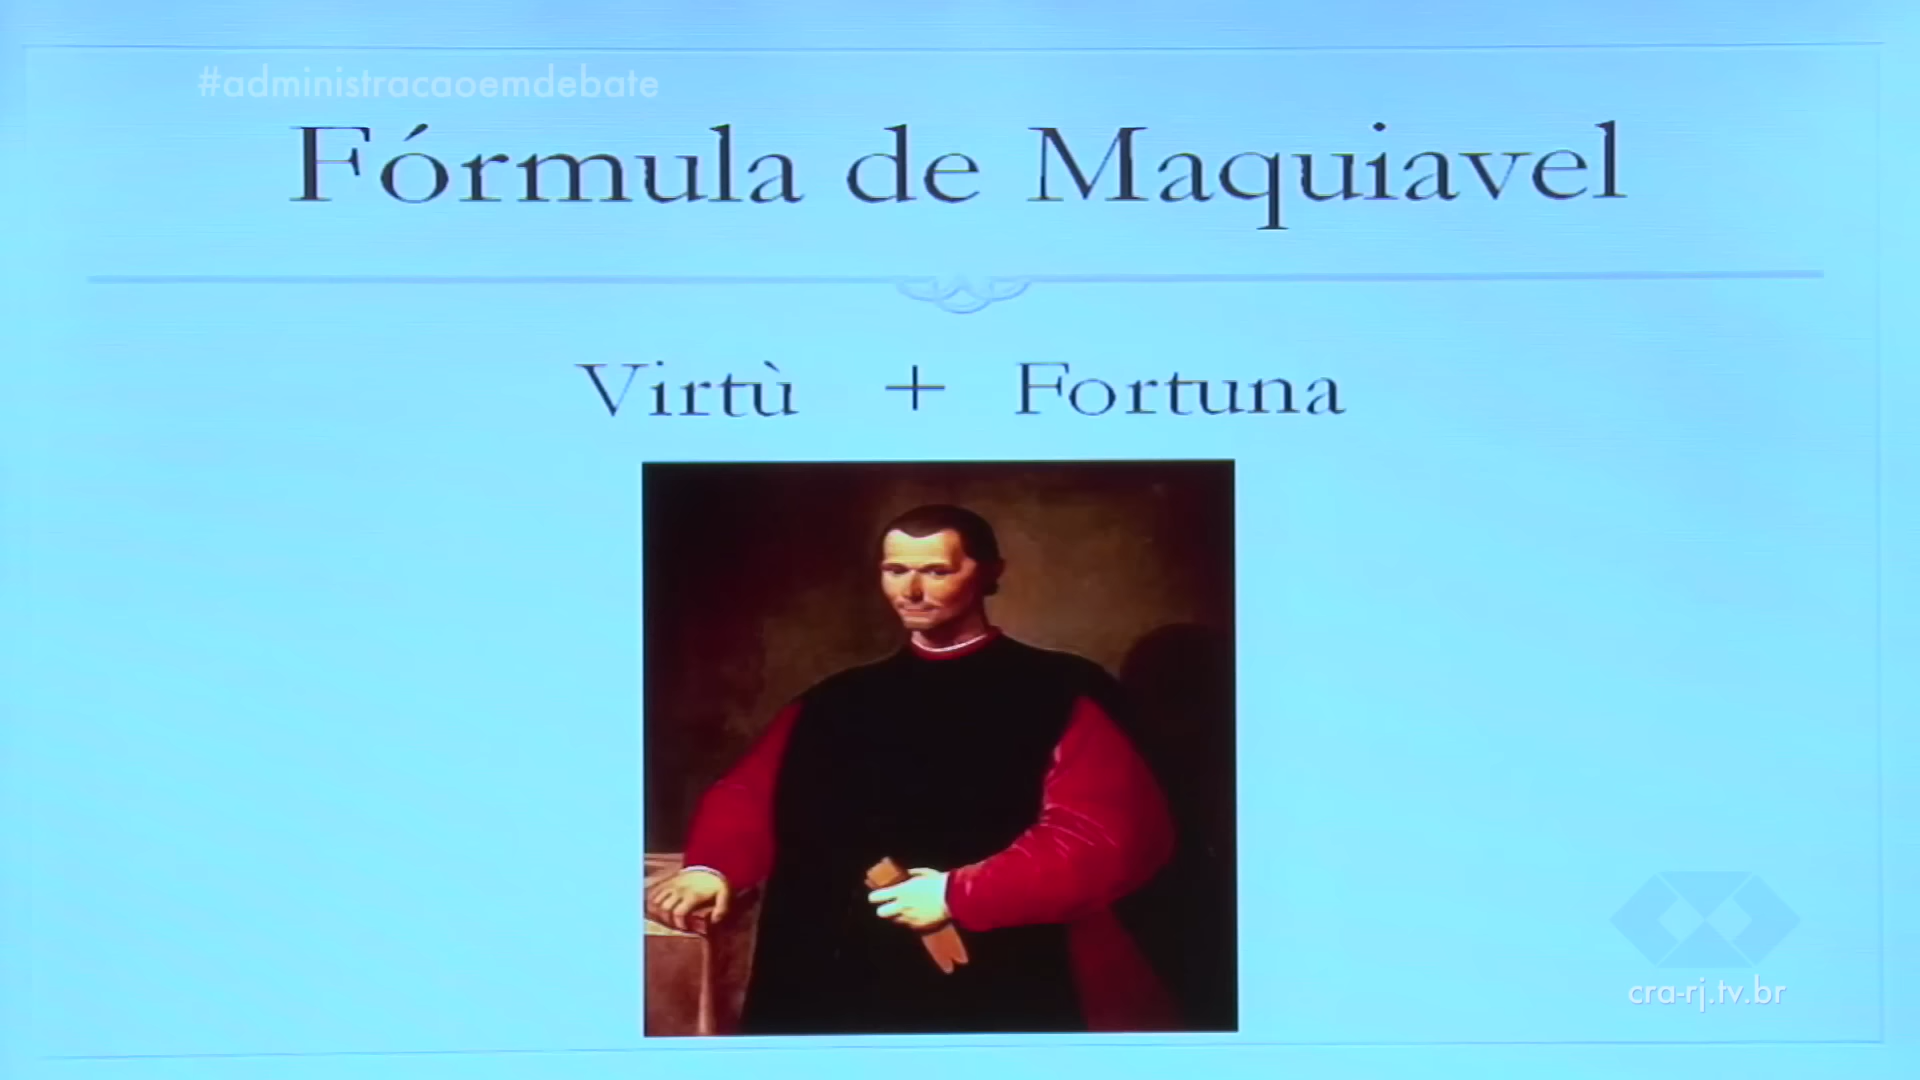 #administracaoemdebate
Fórmula de Maquiavel
Virtù + Fortuna
cra-rj.tv.br